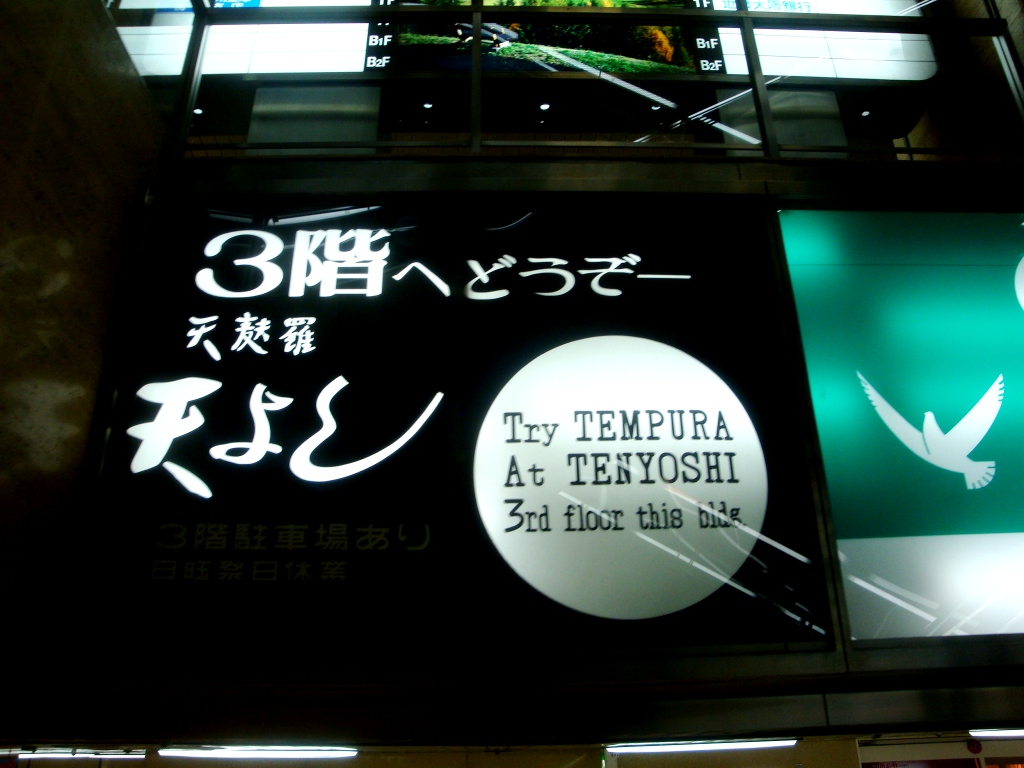 1F
1F
B1F
B1F
B2F
B2F
3階へどうぞー
天麩羅
天よし
Try TEMPURA
At TENYOSHI
3rd floor this bldg.
3階駐車場あり
日曜祭日休業